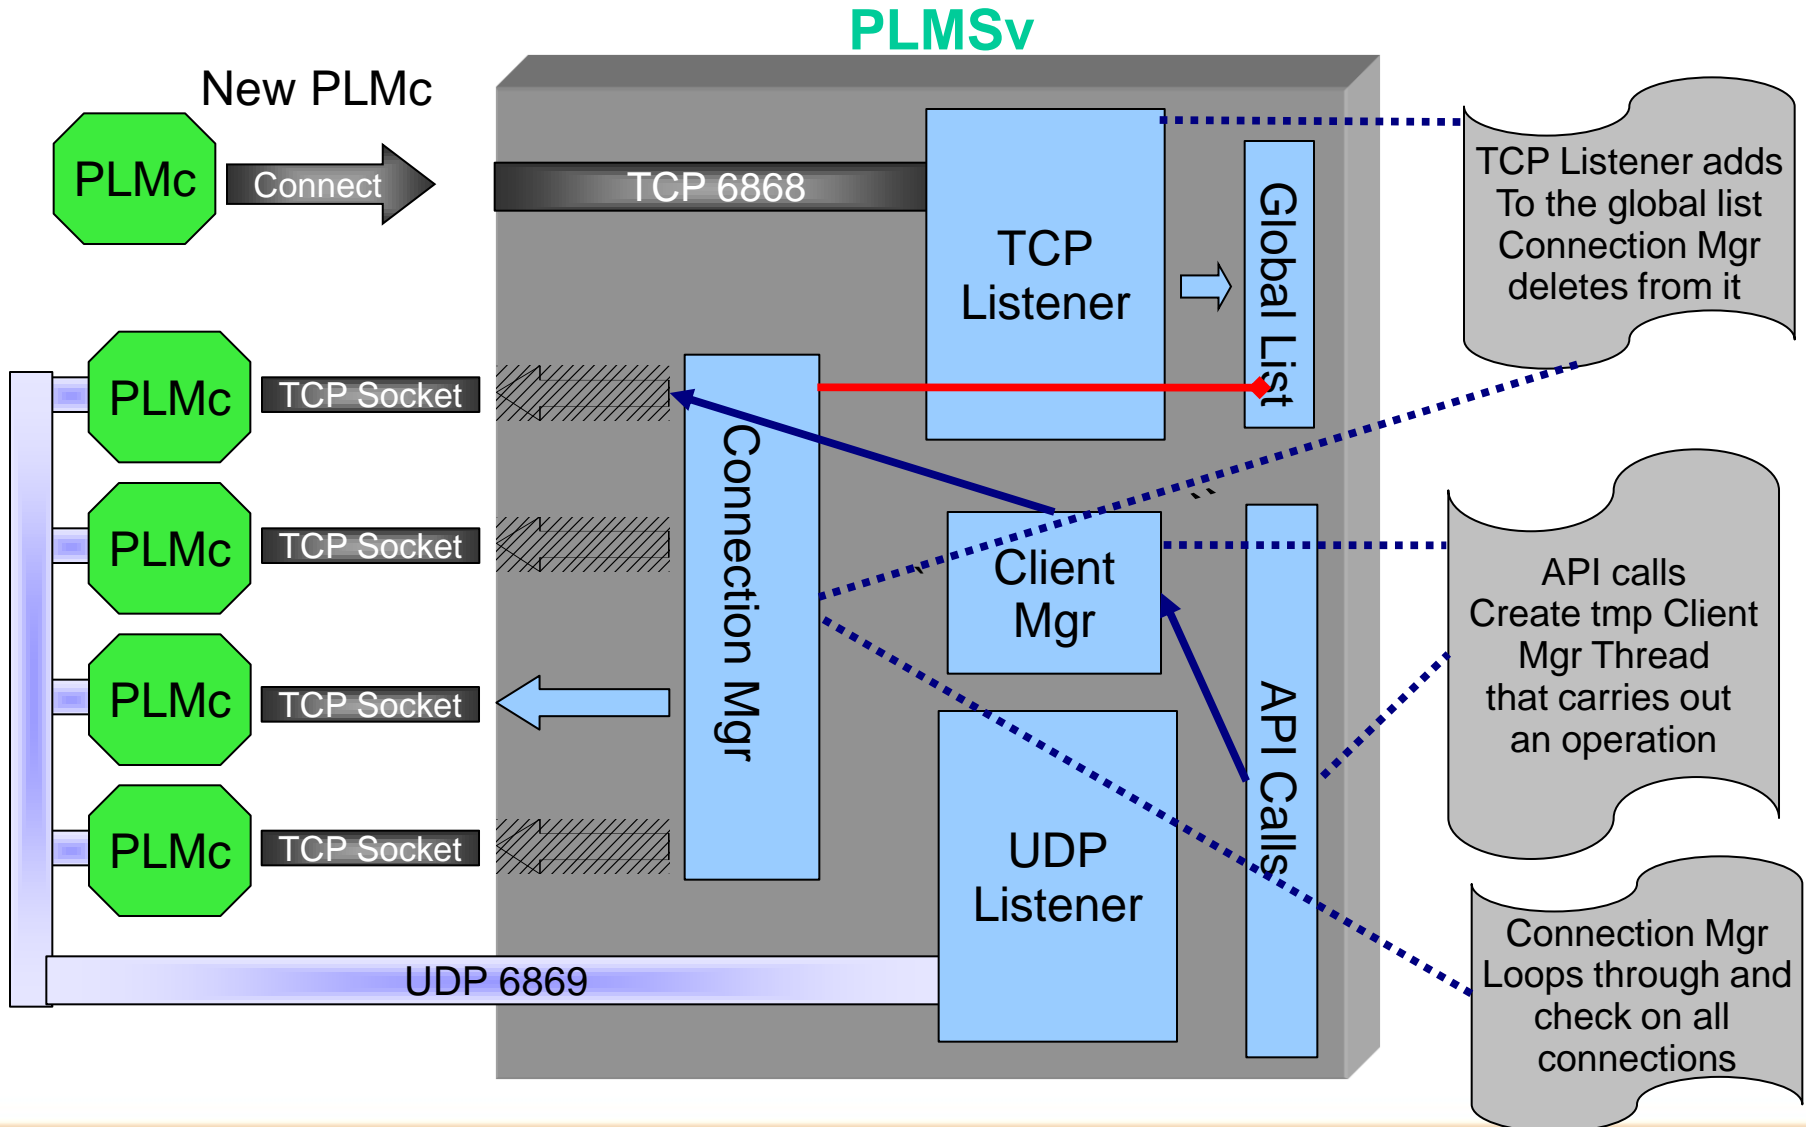 PLMSv
New PLMc
PLMc
Connect
TCP 6868
TCP
Listener
Global List
TCP Listener adds
To the global list
Connection Mgr
deletes from it
PLMc
TCP Socket
PLMc
TCP Socket
PLMc
TCP Socket
PLMc
TCP Socket
Connection Mgr
Client
Mgr
API Calls
API calls
Create tmp Client
Mgr Thread
that carries out
an operation
UDP
Listener
UDP 6869
Connection Mgr
Loops through and
check on all
connections